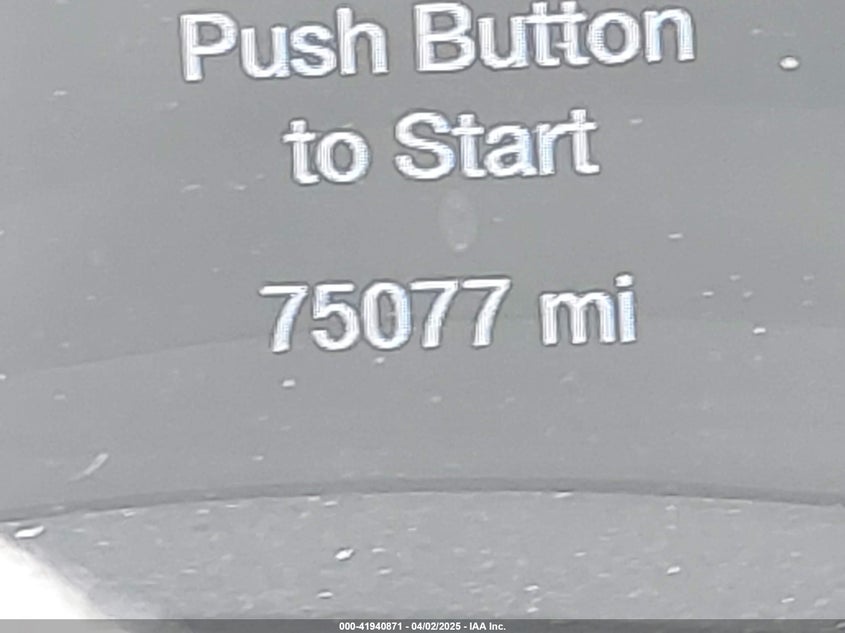 Push Button
to Start
75077 mi
000-41940871 - 04/02/2025 - IAA Inc.